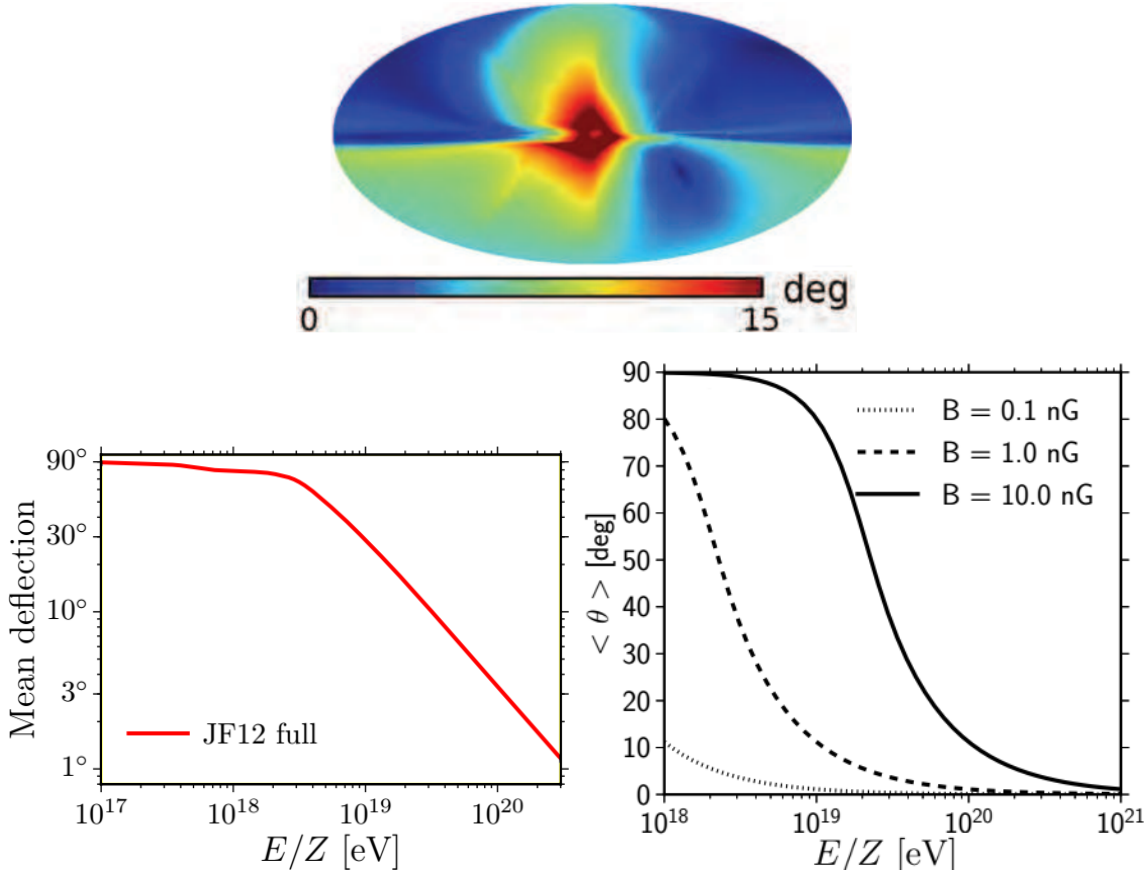 deg
0 15
90°
30°
10°
3°
1°
Mean deflection
JF12 full
10^17 10^18 10^19 10^20
E/Z [eV]
90
80
70
60
50
40
30
20
10
0
< θ > [deg]
B = 0.1 nG
B = 1.0 nG
B = 10.0 nG
10^18 10^19 10^20 10^21
E/Z [eV]